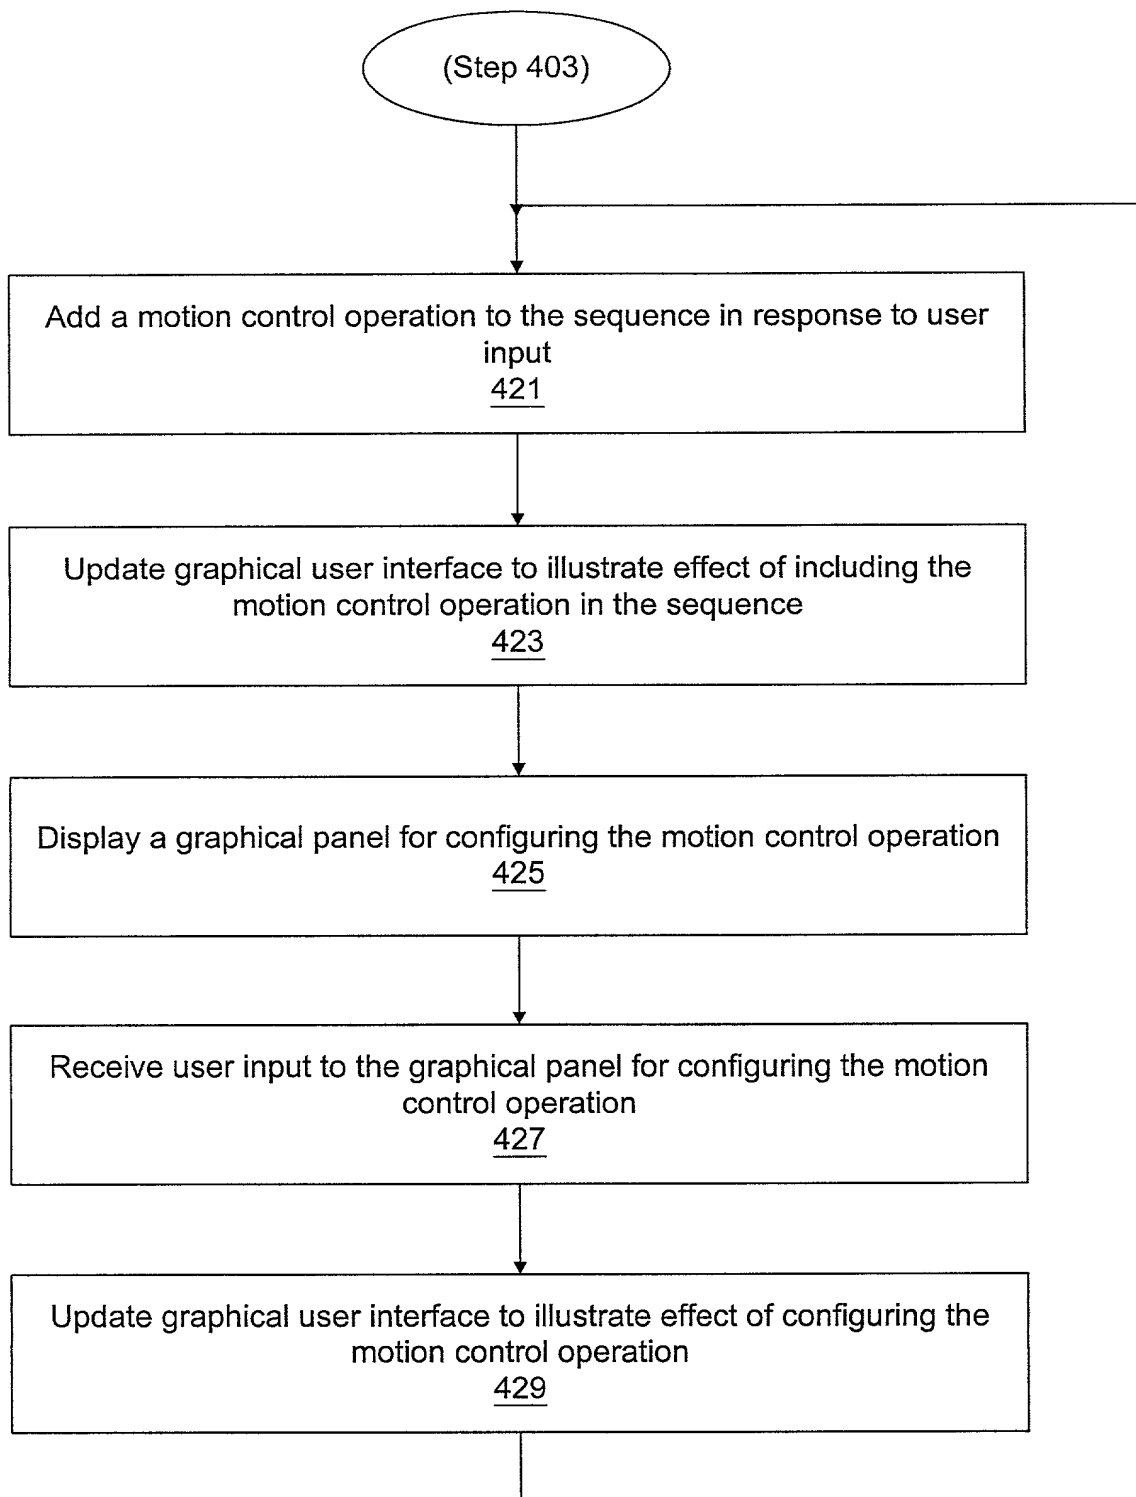 (Step 403)
Add a motion control operation to the sequence in response to user
input
421
Update graphical user interface to illustrate effect of including the
motion control operation in the sequence
423
Display a graphical panel for configuring the motion control operation
425
Receive user input to the graphical panel for configuring the motion
control operation
427
Update graphical user interface to illustrate effect of configuring the
motion control operation
429